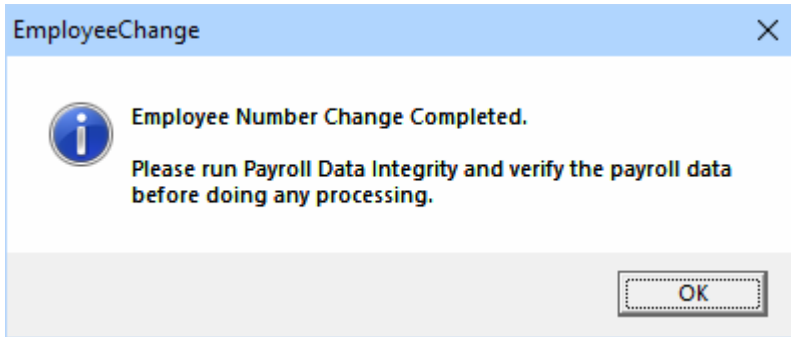 EmployeeChange
Employee Number Change Completed.
Please run Payroll Data Integrity and verify the payroll data
before doing any processing.
OK